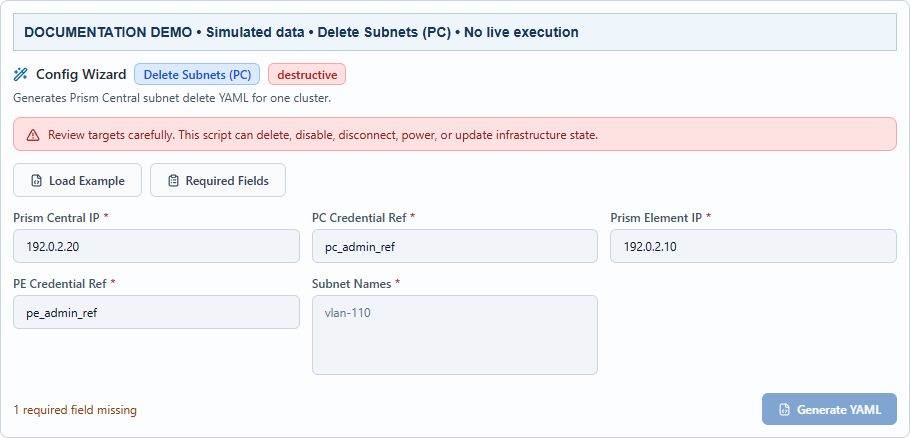 DOCUMENTATION DEMO • Simulated data • Delete Subnets (PC) • No live execution
Config Wizard Delete Subnets (PC) destructive
Generates Prism Central subnet delete YAML for one cluster.
Review targets carefully. This script can delete, disable, disconnect, power, or update infrastructure state.
Load Example Required Fields
Prism Central IP * PC Credential Ref * Prism Element IP *
192.0.2.20 pc_admin_ref 192.0.2.10
PE Credential Ref * Subnet Names *
pe_admin_ref vlan-110
1 required field missing Generate YAML